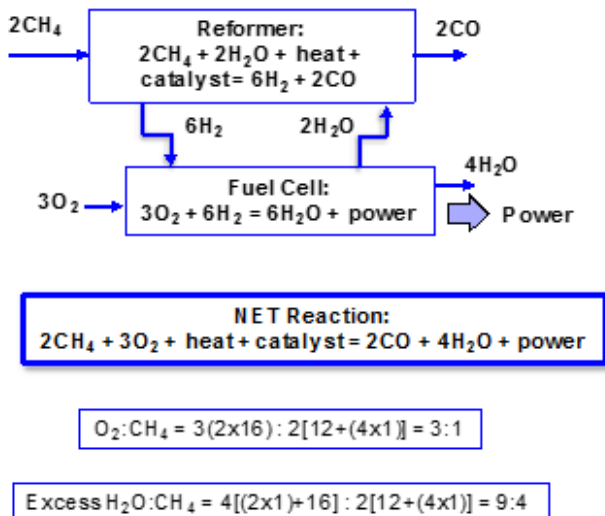 2CH₄
Reformer:
2CH₄ + 2H₂O + heat +
catalyst = 6H₂ + 2CO
2CO
6H₂
2H₂O
3O₂
Fuel Cell:
3O₂ + 6H₂ = 6H₂O + power
4H₂O
Power
NET Reaction:
2CH₄ + 3O₂ + heat + catalyst = 2CO + 4H₂O + power
O₂:CH₄ = 3(2x16) : 2[12+(4x1)] = 3:1
Excess H₂O:CH₄ = 4[(2x1)+16] : 2[12+(4x1)] = 9:4